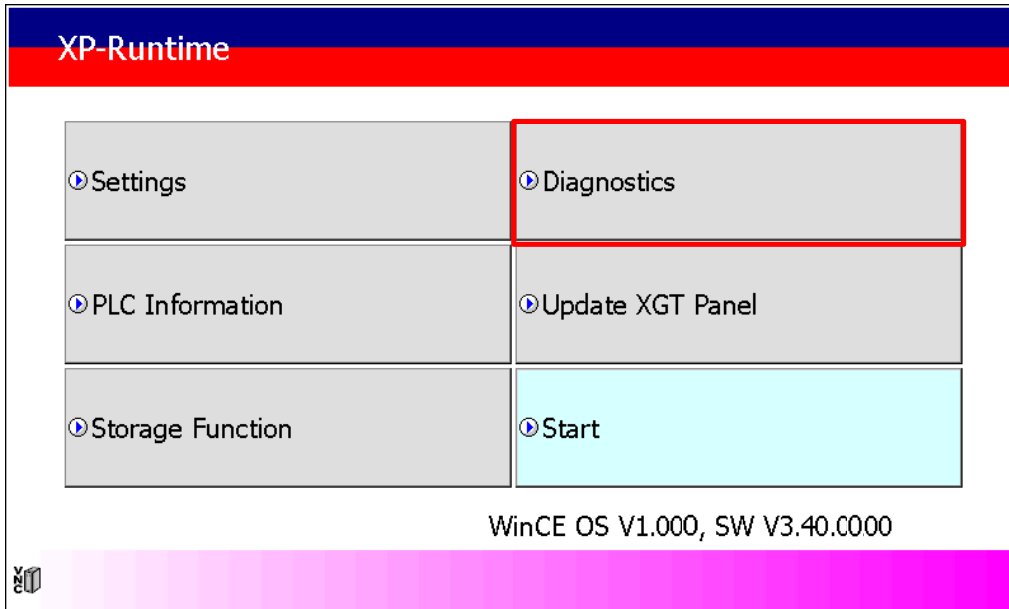 XP-Runtime
Settings
Diagnostics
PLC Information
Update XGT Panel
Storage Function
Start
WinCE OS V1.000, SW V3.40.0000
VNC